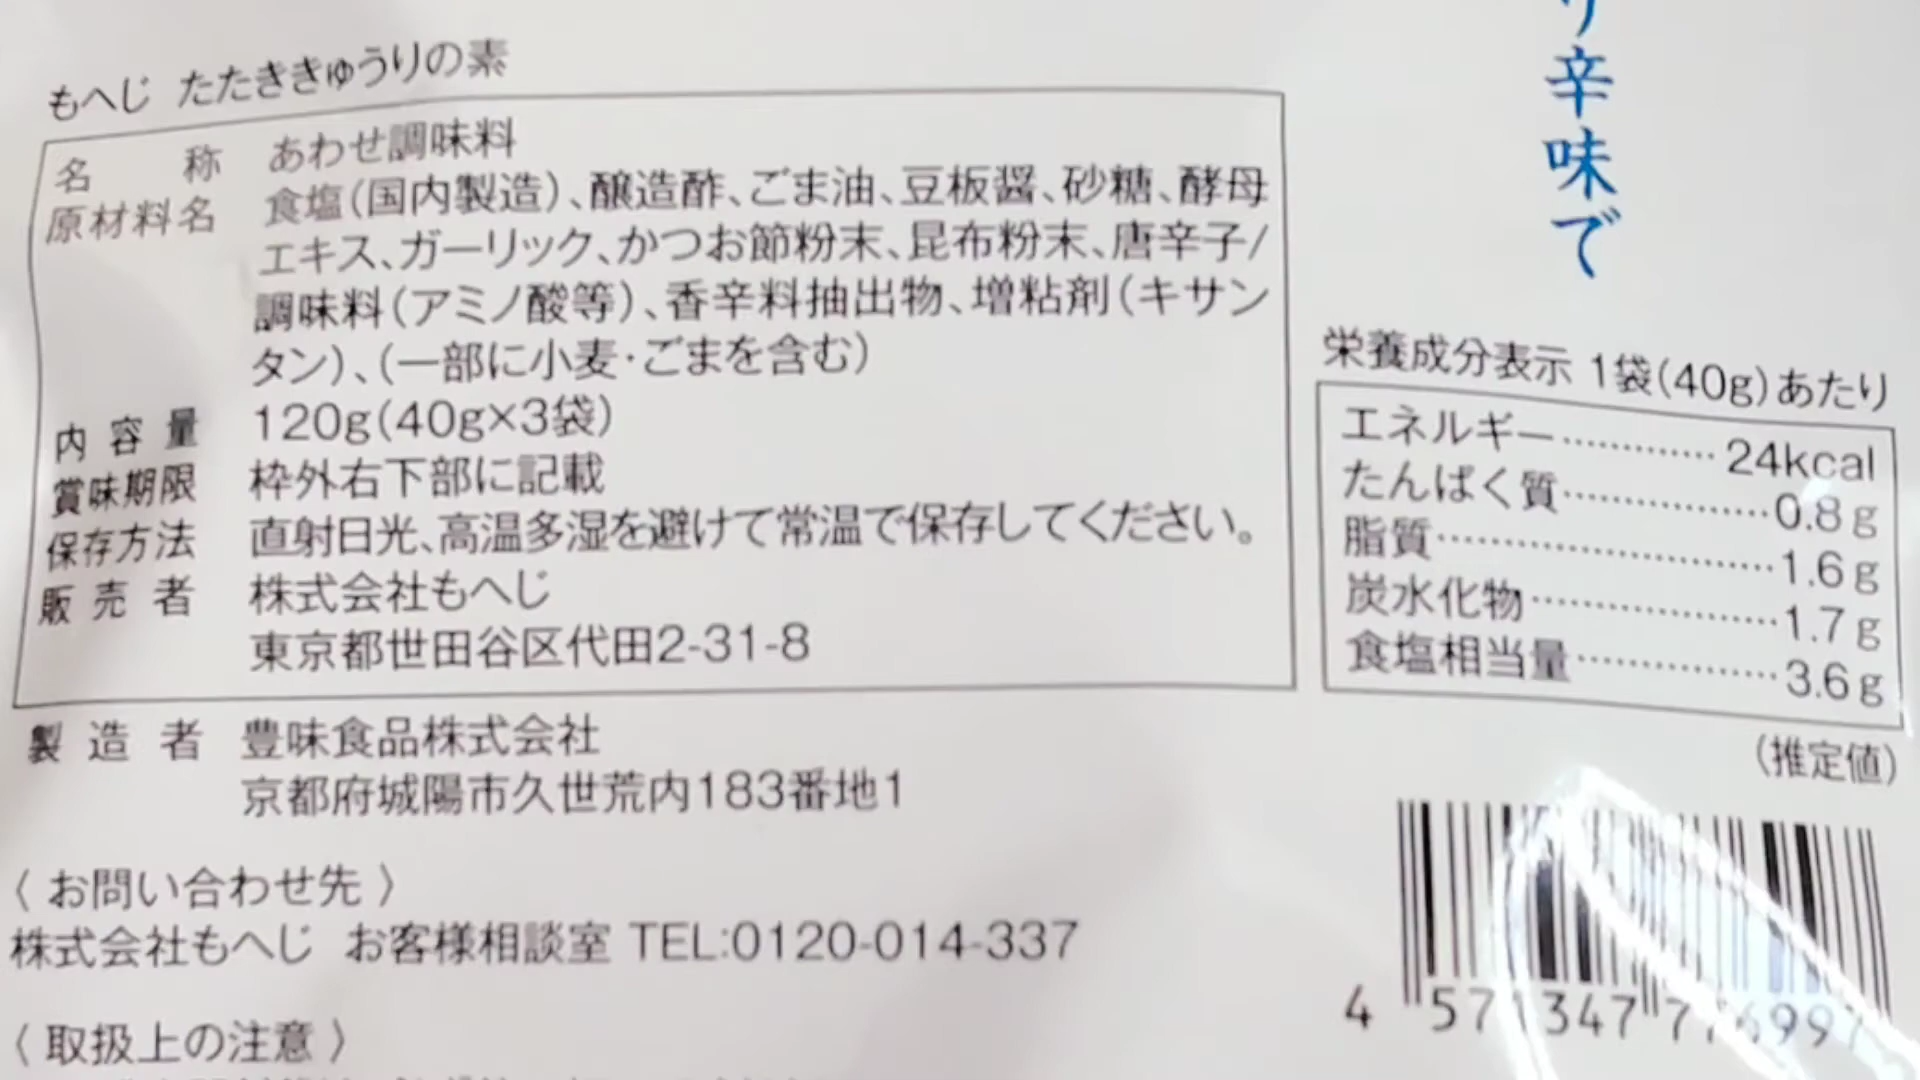 もへじ たたききゅうりの素
名称 あわせ調味料
原材料名 食塩(国内製造)、醸造酢、ごま油、豆板醤、砂糖、酵母
エキス、ガーリック、かつお節粉末、昆布粉末、唐辛子/
調味料(アミノ酸等)、香辛料抽出物、増粘剤(キサン
タン)、(一部に小麦・ごまを含む)
内容量 120g(40g×3袋)
賞味期限 枠外右下部に記載
保存方法 直射日光、高温多湿を避けて常温で保存してください。
販売者 株式会社もへじ
東京都世田谷区代田2-31-8
製造者 豊味食品株式会社
京都府城陽市久世荒内183番地1
〈お問い合わせ先〉
株式会社もへじ お客様相談室 TEL:0120-014-337
〈取扱上の注意〉
リ辛味で
栄養成分表示 1袋(40g)あたり
エネルギー…………24kcal
たんぱく質……………0.8g
脂質……………………1.6g
炭水化物………………1.7g
食塩相当量……………3.6g
(推定値)